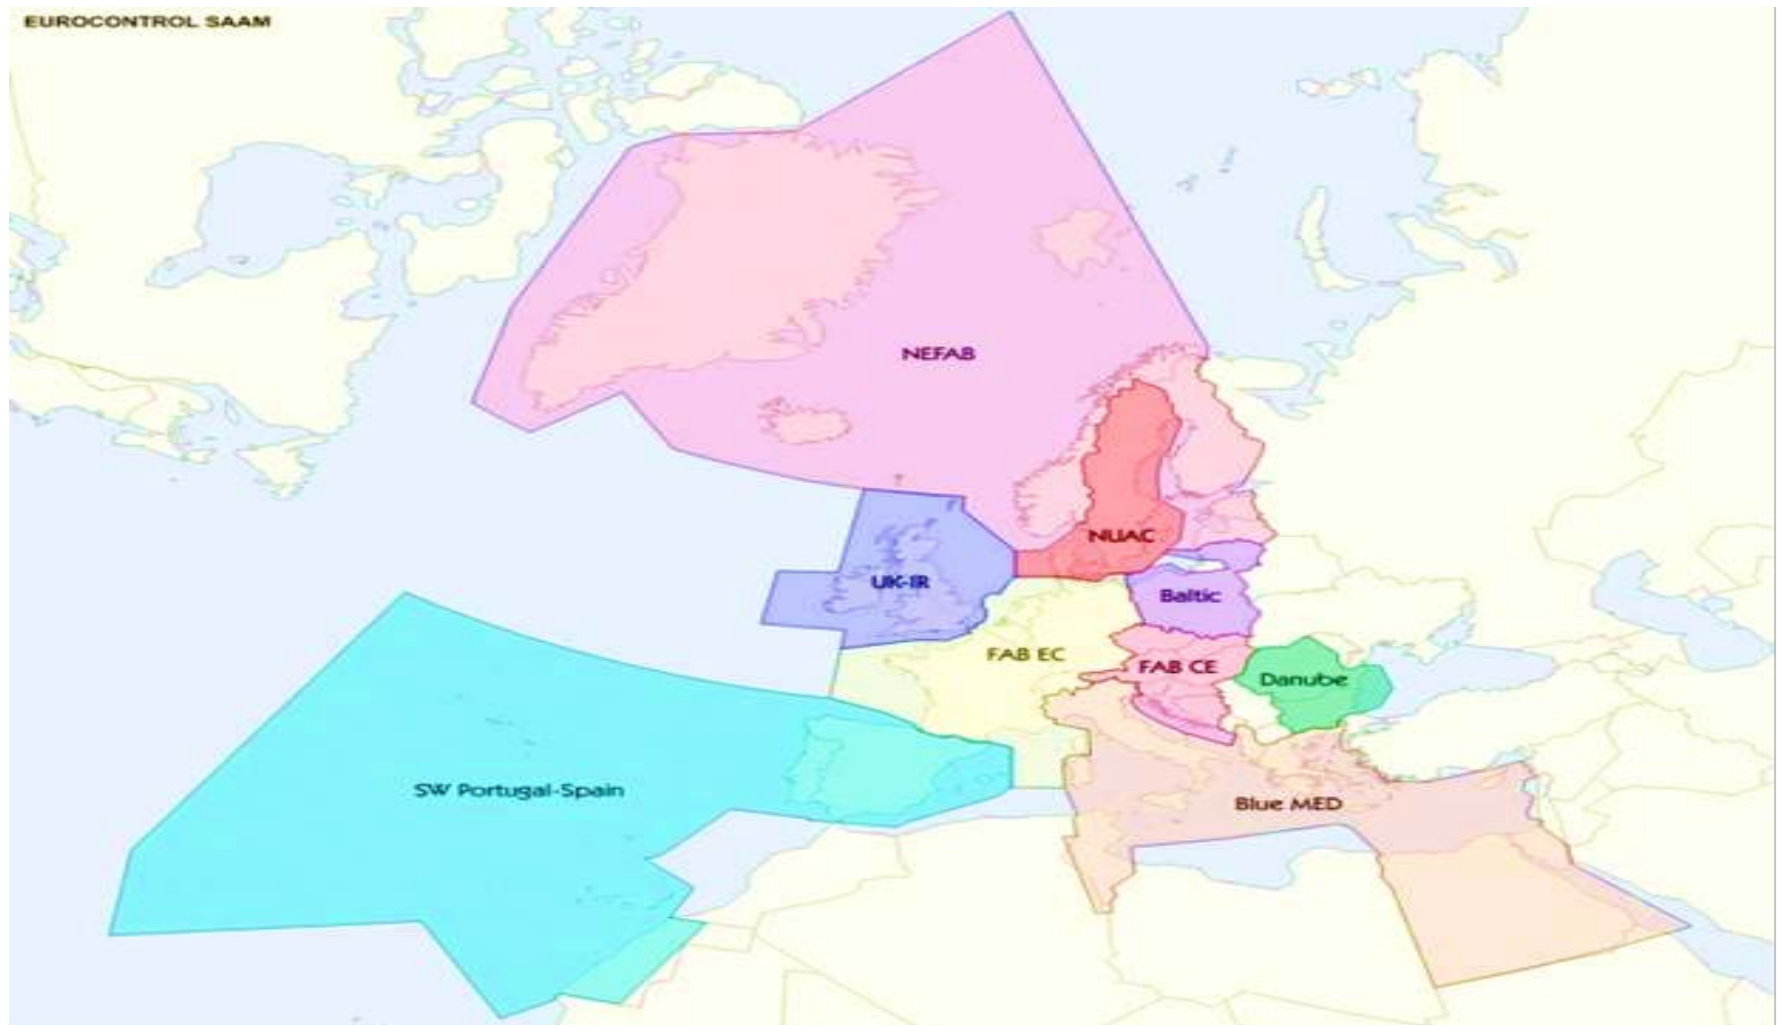 EUROCONTROL SAAM
NEFAB
NUAC
UK-IR
Baltic
FAB EC
FAB CE
Danube
SW Portugal-Spain
Blue MED